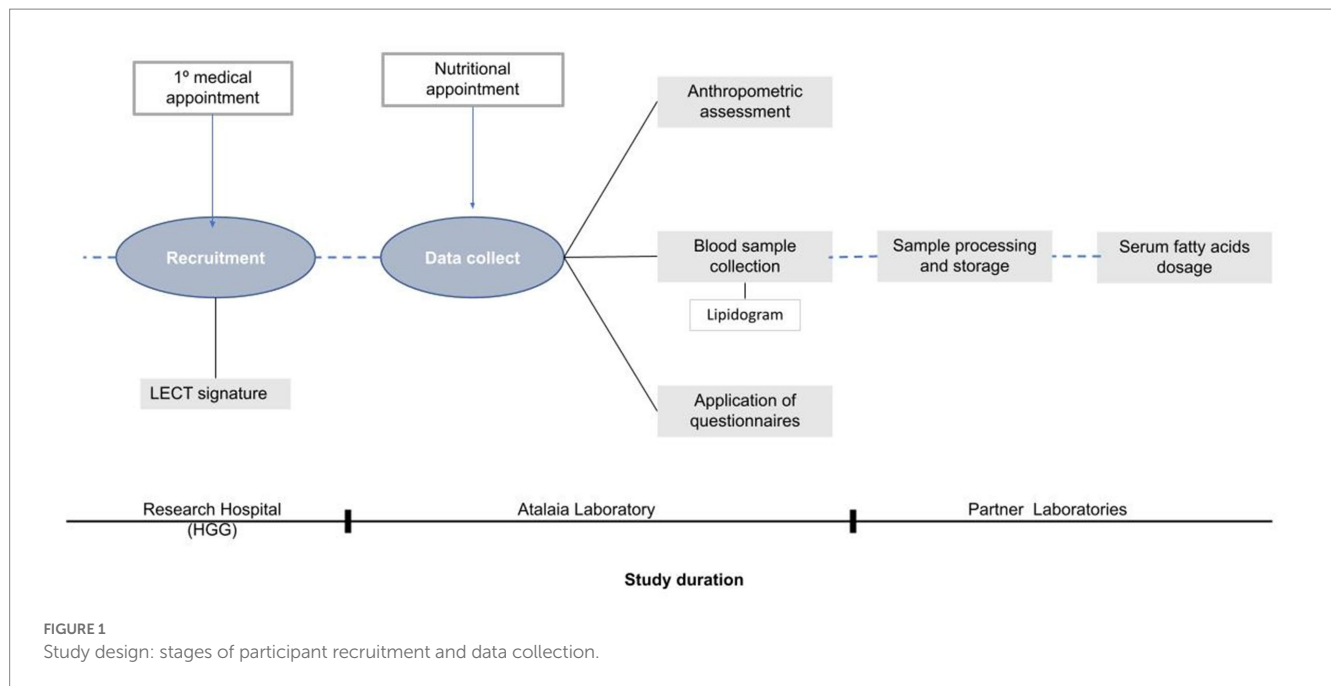 1º medical
appointment
Nutritional
appointment
Anthropometric
assessment
Recruitment
Data collect
Blood sample
collection
Sample processing
and storage
Serum fatty acids
dosage
Lipidogram
LECT signature
Application of
questionnaires
Research Hospital
(HGG)
Atalaia Laboratory
Partner Laboratories
Study duration
FIGURE 1
Study design: stages of participant recruitment and data collection.